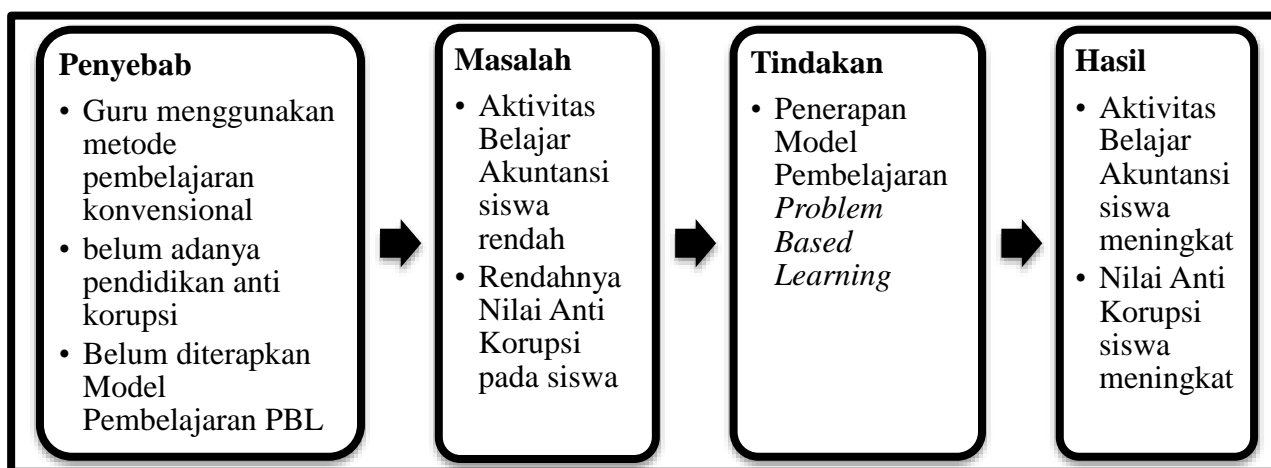 Penyebab
• Guru menggunakan
metode
pembelajaran
konvensional
• belum adanya
pendidikan anti
korupsi
• Belum diterapkan
Model
Pembelajaran PBL
Masalah
• Aktivitas
Belajar
Akuntansi
siswa
rendah
• Rendahnya
Nilai Anti
Korupsi
pada siswa
Tindakan
• Penerapan
Model
Pembelajaran
Problem
Based
Learning
Hasil
• Aktivitas
Belajar
Akuntansi
siswa
meningkat
• Nilai Anti
Korupsi
siswa
meningkat